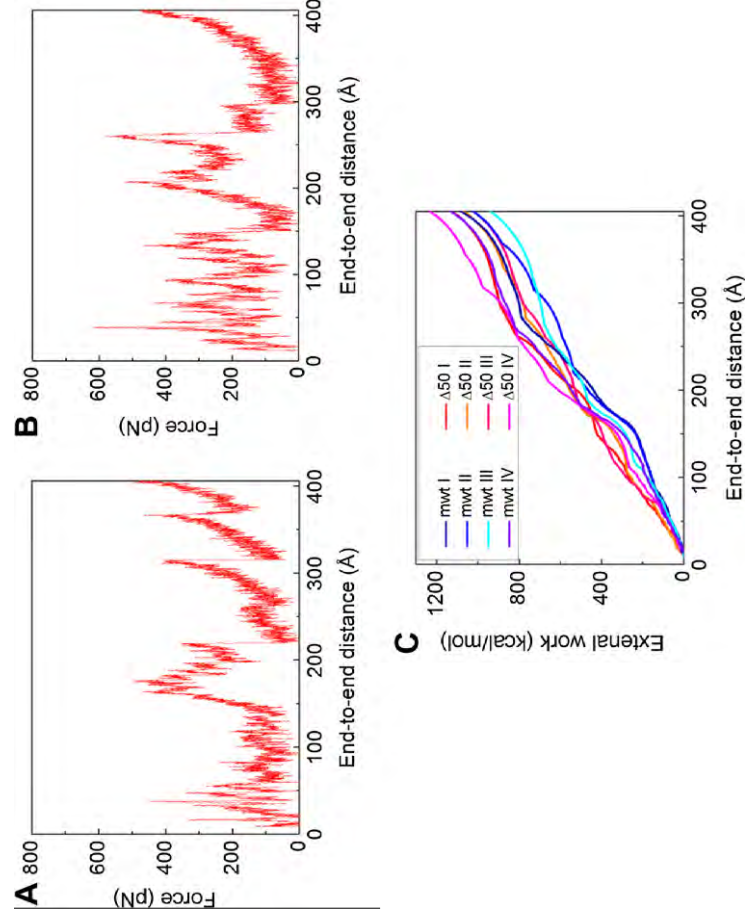 A
Force (pN)
800
600
400
200
0
0
100
200
300
400
End-to-end distance (Å)
B
Force (pN)
800
600
400
200
0
0
100
200
300
400
End-to-end distance (Å)
C
Extenal work (kcal/mol)
1200
800
400
0
mwt I
mwt II
mwt III
mwt IV
Δ50 I
Δ50 II
Δ50 III
Δ50 IV
0
100
200
300
400
End-to-end distance (Å)